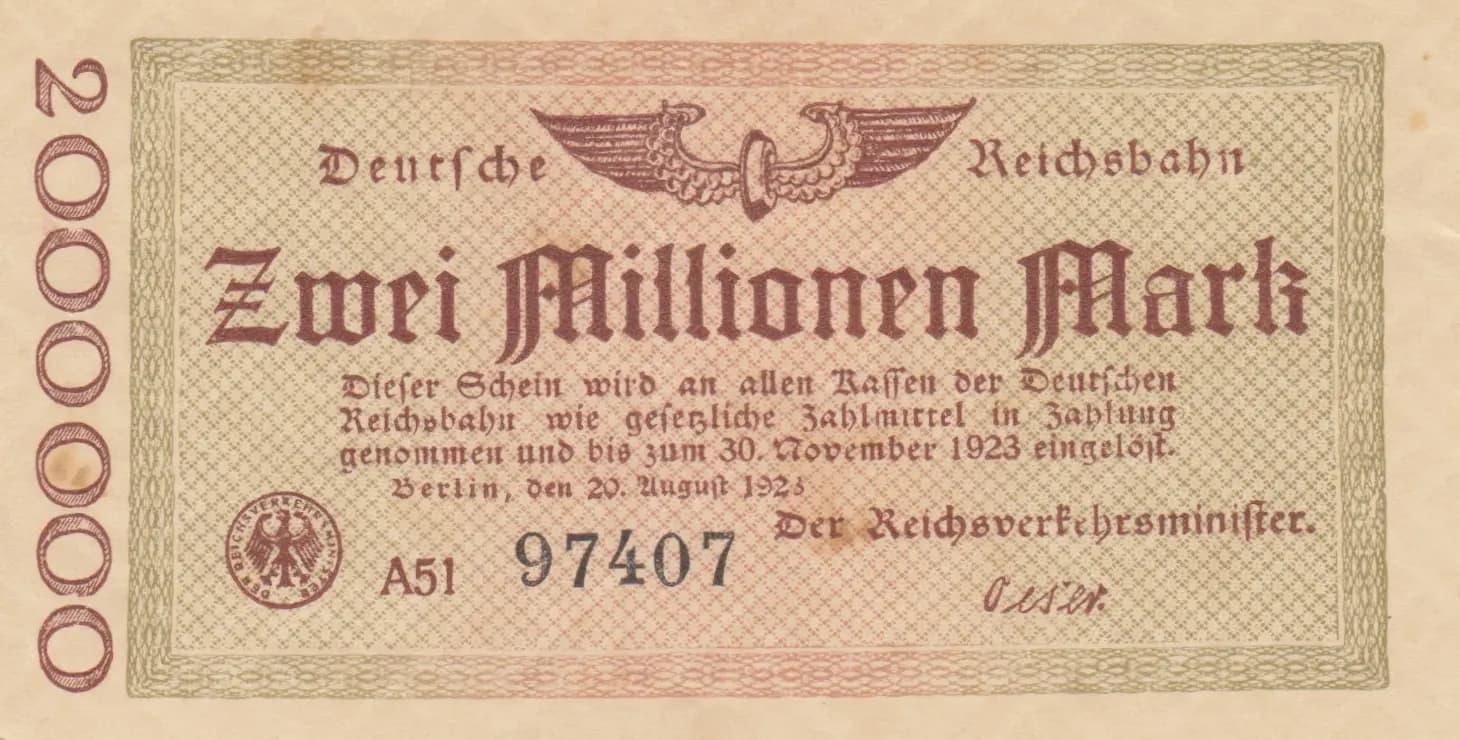 2000000
Deutsche Reichsbahn
Zwei Millionen Mark
Dieser Schein wird an allen Kassen der Deutschen
Reichsbahn wie gesetzliche Zahlmittel in Zahlung
genommen und bis zum 30. November 1923 eingelöst.
Berlin, den 20. August 1923
Der Reichsverkehrsminister.
DER REICHSVERKEHRSMINISTER
A51 97407
Oeser.